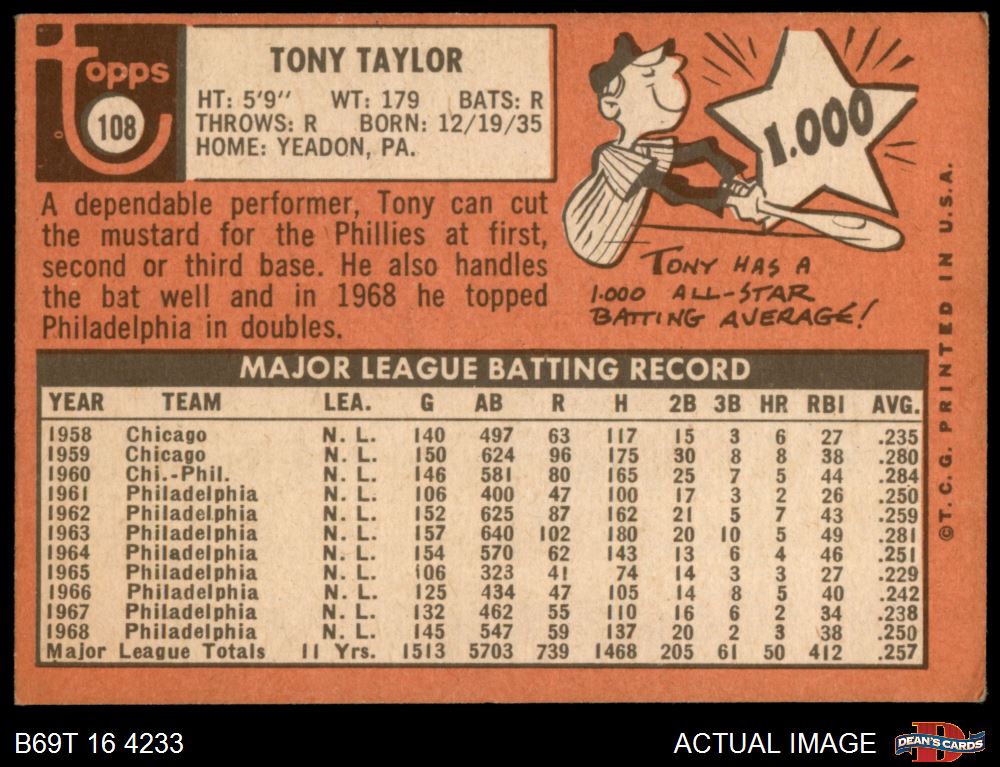 topps
108
TONY TAYLOR
HT: 5'9" WT: 179 BATS: R
THROWS: R BORN: 12/19/35
HOME: YEADON, PA.
A dependable performer, Tony can cut
the mustard for the Phillies at first,
second or third base. He also handles
the bat well and in 1968 he topped
Philadelphia in doubles.
1.000
TONY HAS A
1.000 ALL-STAR
BATTING AVERAGE!
MAJOR LEAGUE BATTING RECORD
YEAR TEAM LEA. G AB R H 2B 3B HR RBI AVG.
1958 Chicago N. L. 140 497 63 117 15 3 6 27 .235
1959 Chicago N. L. 150 624 96 175 30 8 8 38 .280
1960 Chi.-Phil. N. L. 146 581 80 165 25 7 5 44 .284
1961 Philadelphia N. L. 106 400 47 100 17 3 2 26 .250
1962 Philadelphia N. L. 152 625 87 162 21 5 7 43 .259
1963 Philadelphia N. L. 157 640 102 180 20 10 5 49 .281
1964 Philadelphia N. L. 154 570 62 143 13 6 4 46 .251
1965 Philadelphia N. L. 106 323 41 74 14 3 3 27 .229
1966 Philadelphia N. L. 125 434 47 105 14 8 5 40 .242
1967 Philadelphia N. L. 132 462 55 110 16 6 2 34 .238
1968 Philadelphia N. L. 145 547 59 137 20 2 3 38 .250
Major League Totals 11 Yrs. 1513 5703 739 1468 205 61 50 412 .257
©T. C. G. PRINTED IN U.S.A.
B69T 16 4233
ACTUAL IMAGE
D
DEAN'S CARDS